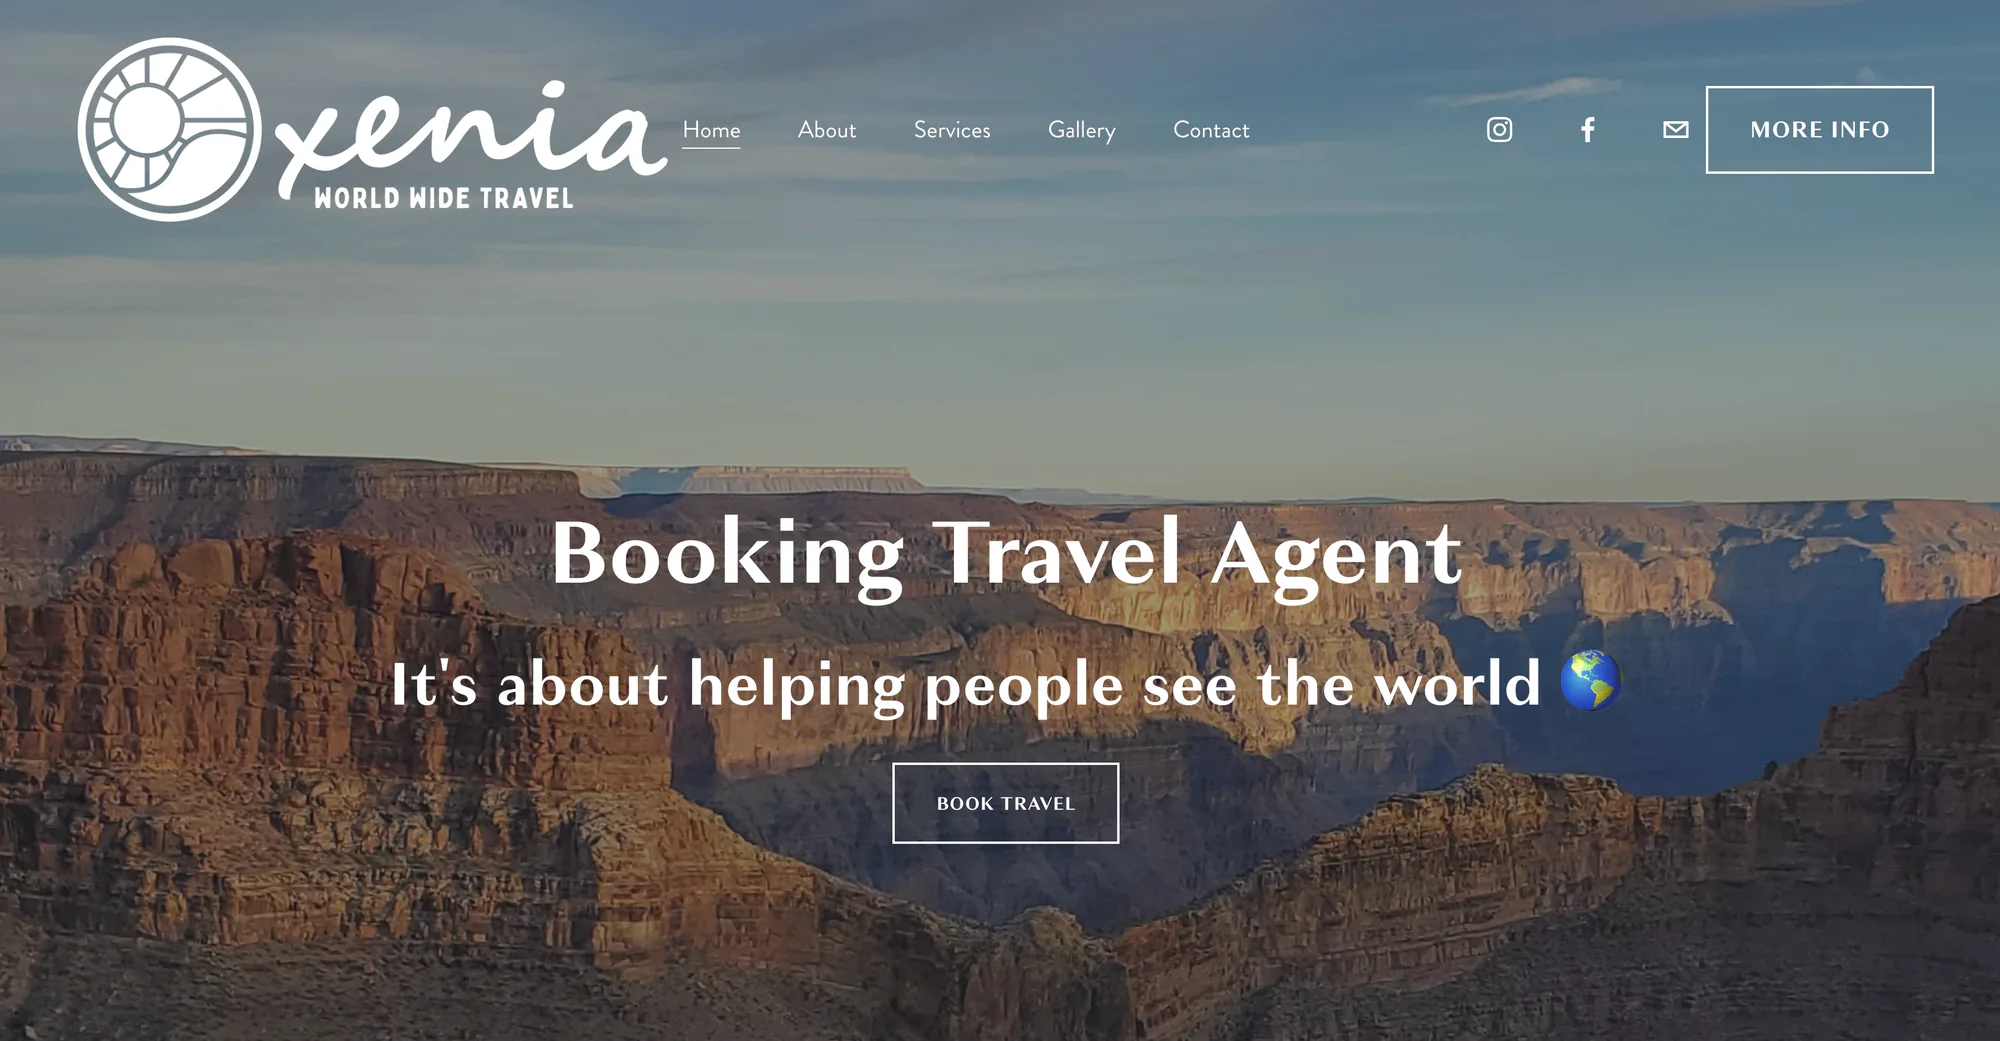 xenia
WORLD WIDE TRAVEL
Home
About
Services
Gallery
Contact
MORE INFO
Booking Travel Agent
It's about helping people see the world 🌎
BOOK TRAVEL